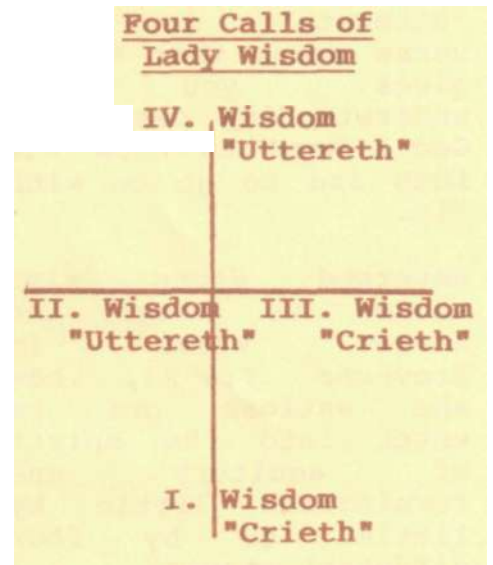 Four Calls of
Lady Wisdom
IV. Wisdom
"Uttereth"
II. Wisdom III. Wisdom
"Uttereth" "Crieth"
I. Wisdom
"Crieth"